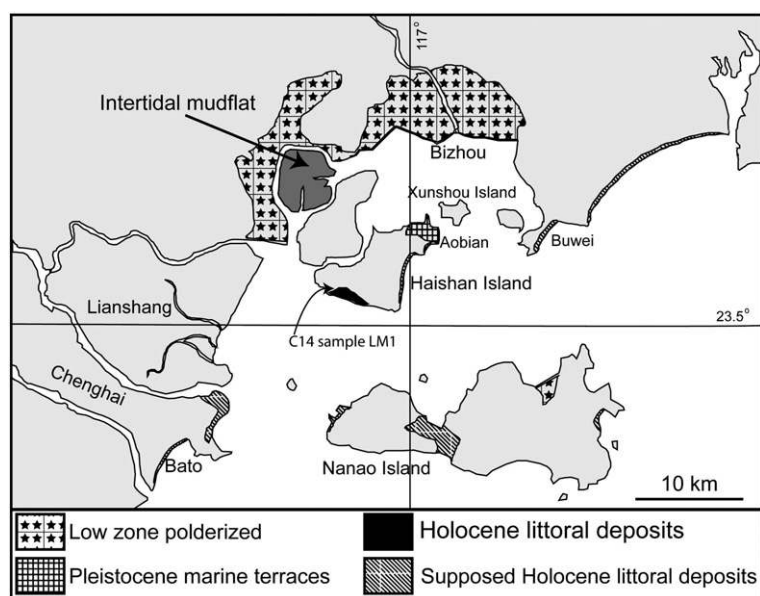 117°
Intertidal mudflat
Bizhou
Xunshou Island
Aobian
Buwei
Haishan Island
Lianshang
C14 sample LM1
23.5°
Chenghai
Bato
Nanao Island
10 km
Low zone polderized
Holocene littoral deposits
Pleistocene marine terraces
Supposed Holocene littoral deposits